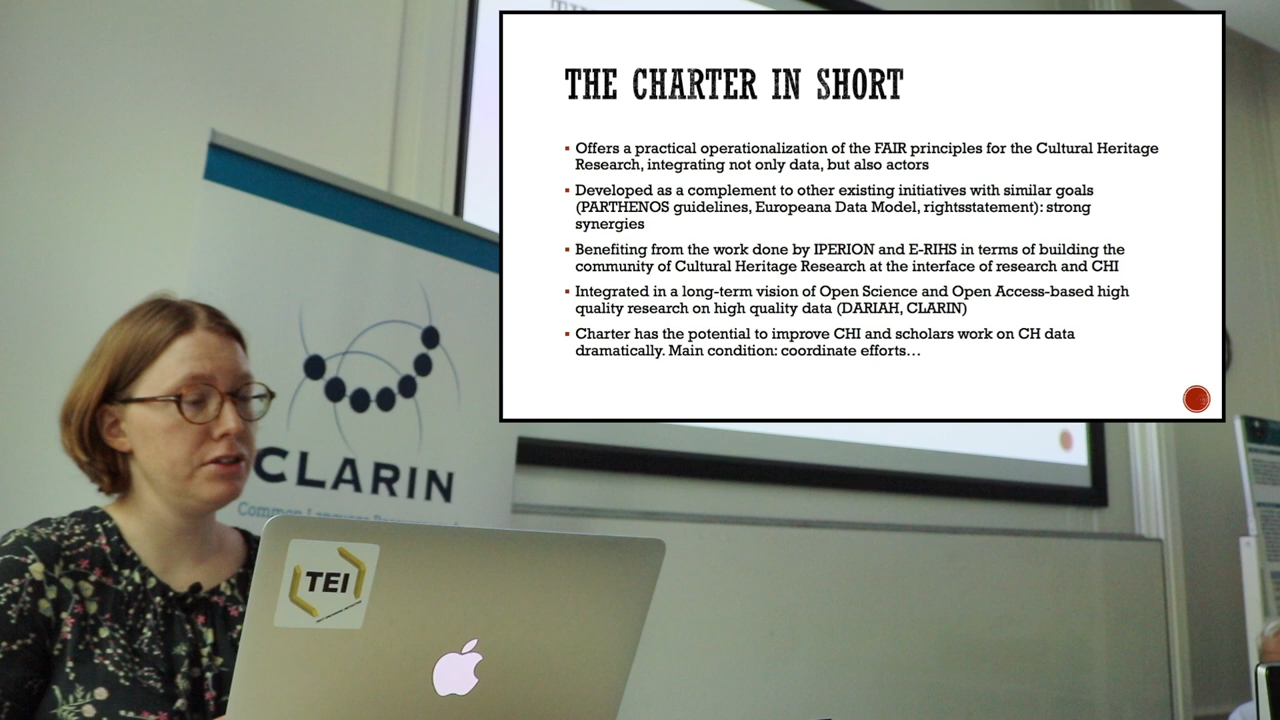 THE CHARTER IN SHORT
▪ Offers a practical operationalization of the FAIR principles for the Cultural Heritage
Research, integrating not only data, but also actors
▪ Developed as a complement to other existing initiatives with similar goals
(PARTHENOS guidelines, Europeana Data Model, rightsstatement): strong
synergies
▪ Benefiting from the work done by IPERION and E-RIHS in terms of building the
community of Cultural Heritage Research at the interface of research and CHI
▪ Integrated in a long-term vision of Open Science and Open Access-based high
quality research on high quality data (DARIAH, CLARIN)
▪ Charter has the potential to improve CHI and scholars work on CH data
dramatically. Main condition: coordinate efforts…
CLARIN
Common Language
TEI